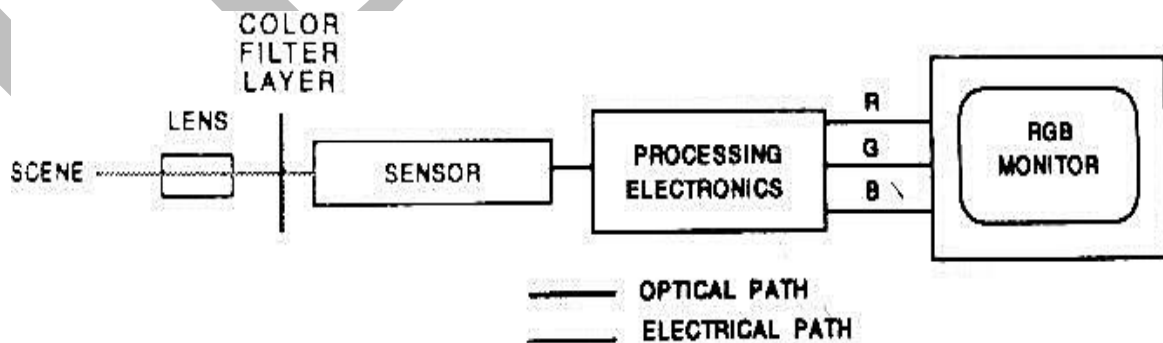 COLOR
FILTER
LAYER
LENS
SCENE
SENSOR
PROCESSING
ELECTRONICS
R
G
B
RGB
MONITOR
OPTICAL PATH
ELECTRICAL PATH